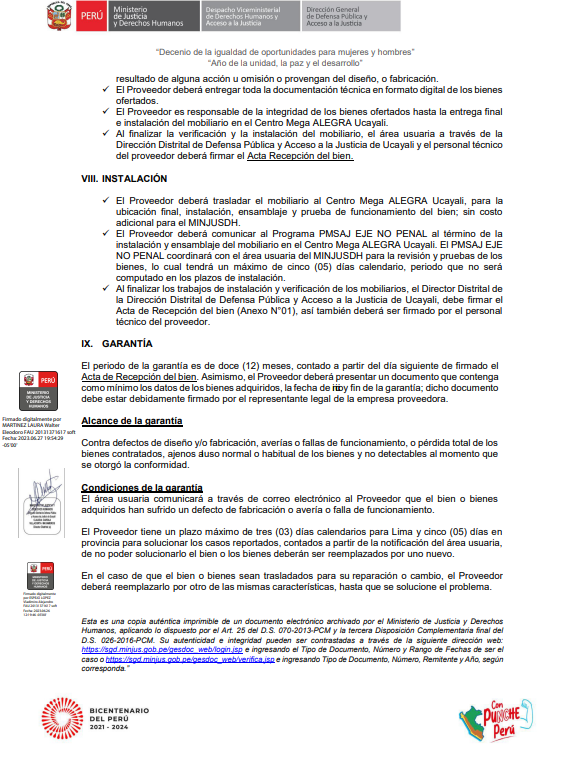 PERÚ
Ministerio
de Justicia
y Derechos Humanos
Despacho Viceministerial
de Derechos Humanos y
Acceso a la Justicia
Dirección General
de Defensa Pública y
Acceso a la Justicia
“Decenio de la igualdad de oportunidades para mujeres y hombres”
“Año de la unidad, la paz y el desarrollo”
resultado de alguna acción u omisión o provengan del diseño, o fabricación.
✓ El Proveedor deberá entregar toda la documentación técnica en formato digital de los bienes
ofertados.
✓ El Proveedor es responsable de la integridad de los bienes ofertados hasta la entrega final
e instalación del mobiliario en el Centro Mega ALEGRA Ucayali.
✓ Al finalizar la verificación y la instalación del mobiliario, el área usuaria a través de la
Dirección Distrital de Defensa Pública y Acceso a la Justicia de Ucayali y el personal técnico
del proveedor deberá firmar el Acta Recepción del bien.
VIII. INSTALACIÓN
✓ El Proveedor deberá trasladar el mobiliario al Centro Mega ALEGRA Ucayali, para la
ubicación final, instalación, ensamblaje y prueba de funcionamiento del bien; sin costo
adicional para el MINJUSDH.
✓ El Proveedor deberá comunicar al Programa PMSAJ EJE NO PENAL al término de la
instalación y ensamblaje del mobiliario en el Centro Mega ALEGRA Ucayali. El PMSAJ EJE
NO PENAL coordinará con el área usuaria del MINJUSDH para la revisión y pruebas de los
bienes, lo cual tendrá un máximo de cinco (05) días calendario, periodo que no será
computado en los plazos de instalación.
✓ Al finalizar los trabajos de instalación y verificación de los mobiliarios, el Director Distrital de
la Dirección Distrital de Defensa Pública y Acceso a la Justicia de Ucayali, debe firmar el
Acta de Recepción del bien (Anexo N°01), así también deberá ser firmado por el personal
técnico del proveedor.
IX. GARANTÍA
El periodo de la garantía es de doce (12) meses, contado a partir del día siguiente de firmado el
Acta de Recepción del bien. Asimismo, el Proveedor deberá presentar un documento que contenga
como mínimo los datos de los bienes adquiridos, la fecha de y fin de la garantía; dicho documento
debe estar debidamente firmado por el representante legal de la empresa proveedora.
Alcance de la garantía
Contra defectos de diseño y/o fabricación, averías o fallas de funcionamiento, o pérdida total de los
bienes contratados, ajenos al uso normal o habitual de los bienes y no detectables al momento que
se otorgó la conformidad.
Condiciones de la garantía
El área usuaria comunicará a través de correo electrónico al Proveedor que el bien o bienes
adquiridos han sufrido un defecto de fabricación o avería o falla de funcionamiento.
El Proveedor tiene un plazo máximo de tres (03) días calendarios para Lima y cinco (05) días en
provincia para solucionar los casos reportados, contados a partir de la notificación del área usuaria,
de no poder solucionarlo el bien o los bienes deberán ser reemplazados por uno nuevo.
En el caso de que el bien o bienes sean trasladados para su reparación o cambio, el Proveedor
deberá reemplazarlo por otro de las mismas características, hasta que se solucione el problema.
PERÚ
MINISTERIO
DE JUSTICIA
Y DERECHOS
HUMANOS
Firmado digitalmente por
MARTINEZ LAURA Walter
Eleodoro FAU 20131371617 soft
Fecha: 2023.06.27 19:54:29
-05'00'
PERÚ
Firmado digitalmente
Esta es una copia auténtica imprimible de un documento electrónico archivado por el Ministerio de Justicia y Derechos
Humanos, aplicando lo dispuesto por el Art. 25 del D.S. 070-2013-PCM y la tercera Disposición Complementaria final del
D.S. 026-2016-PCM. Su autenticidad e integridad pueden ser contrastadas a través de la siguiente dirección web:
https://sgd.minjus.gob.pe/gesdoc_web/login.jsp e ingresando el Tipo de Documento, Número y Rango de Fechas de ser el
caso o https://sgd.minjus.gob.pe/gesdoc_web/verifica.jsp e ingresando Tipo de Documento, Número, Remitente y Año, según
corresponda.”
BICENTENARIO
DEL PERÚ
2021 - 2024
Con
PUNCHE
Perú